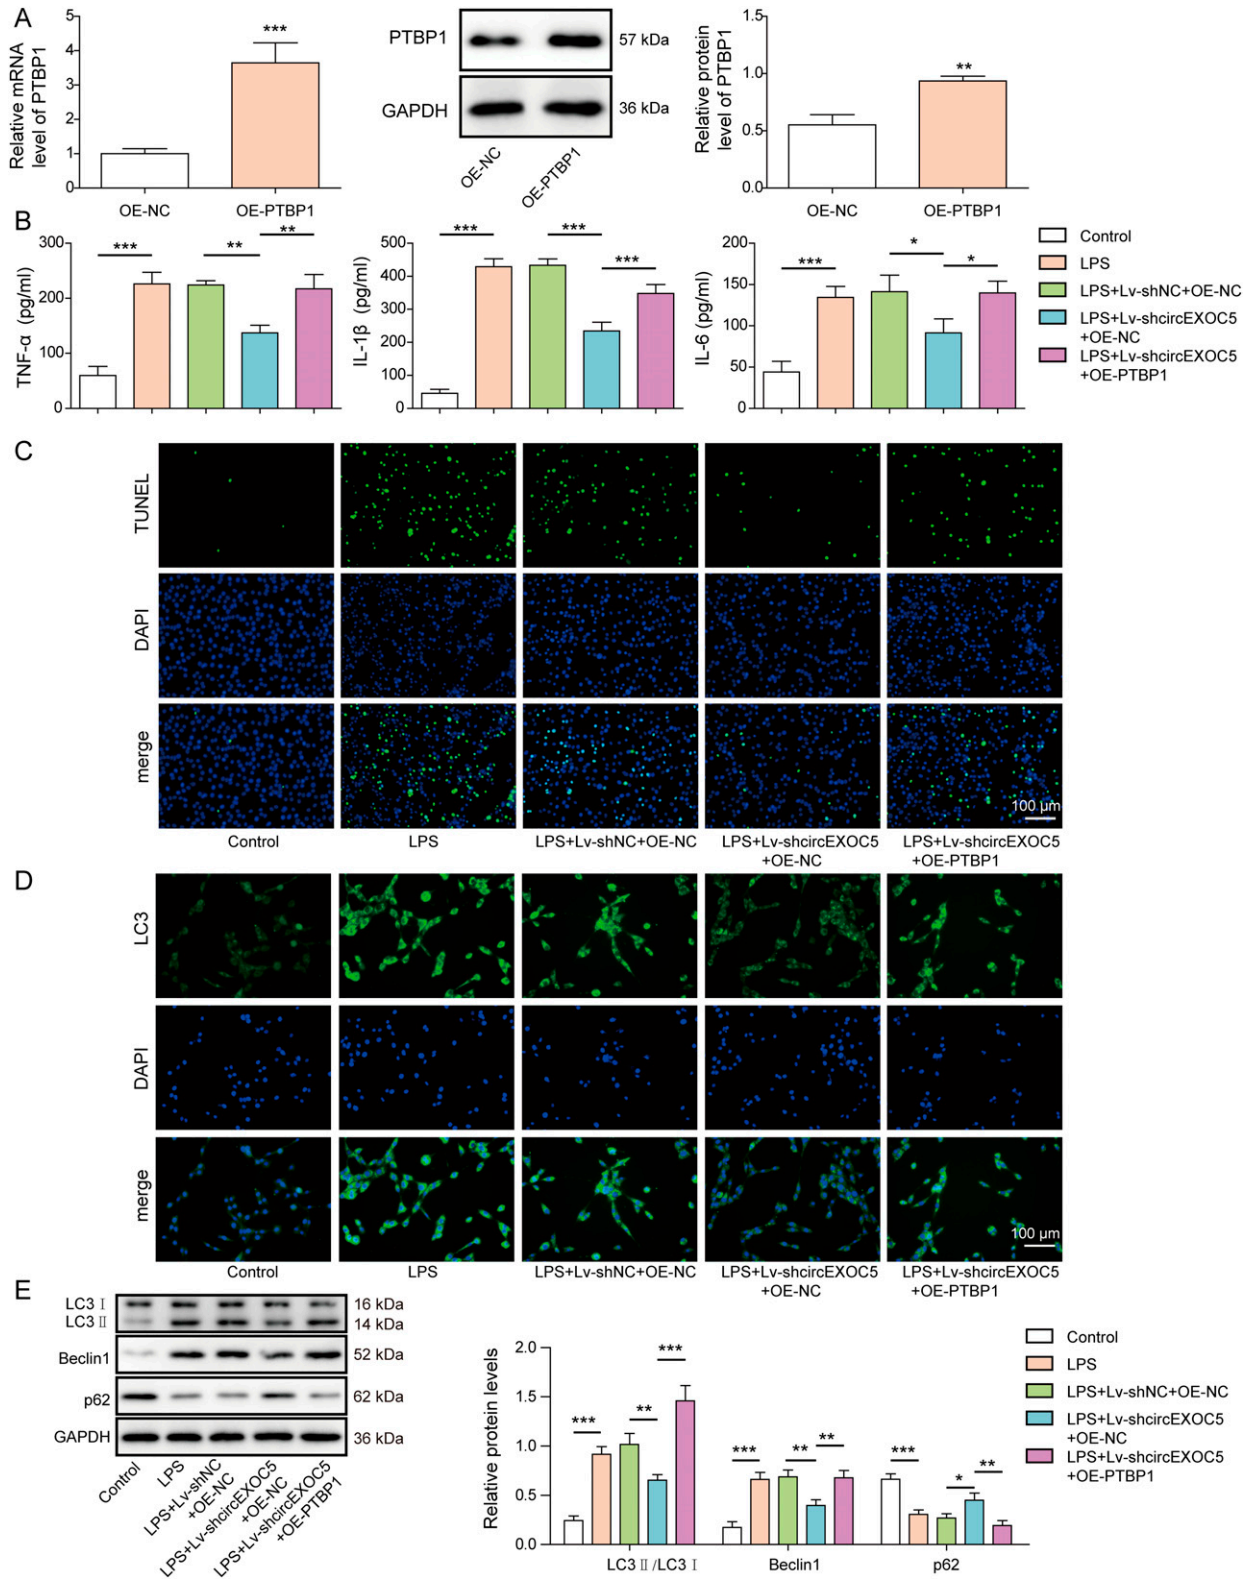 A
Relative mRNA
level of PTBP1
5
4
3
2
1
0
***
OE-NC
OE-PTBP1
PTBP1
57 kDa
GAPDH
36 kDa
OE-NC
OE-PTBP1
Relative protein
level of PTBP1
1.5
1.0
0.5
0.0
**
OE-NC
OE-PTBP1
B
TNF-α (pg/ml)
300
200
100
0
***
**
**
IL-1β (pg/ml)
500
400
300
200
100
0
***
***
***
IL-6 (pg/ml)
200
150
100
50
0
***
*
*
Control
LPS
LPS+Lv-shNC+OE-NC
LPS+Lv-shcircEXOC5
+OE-NC
LPS+Lv-shcircEXOC5
+OE-PTBP1
C
TUNEL
DAPI
merge
100 μm
Control
LPS
LPS+Lv-shNC+OE-NC
LPS+Lv-shcircEXOC5
+OE-NC
LPS+Lv-shcircEXOC5
+OE-PTBP1
D
LC3
DAPI
merge
100 μm
Control
LPS
LPS+Lv-shNC+OE-NC
LPS+Lv-shcircEXOC5
+OE-NC
LPS+Lv-shcircEXOC5
+OE-PTBP1
E
LC3 Ⅰ
16 kDa
LC3 Ⅱ
14 kDa
Beclin1
52 kDa
p62
62 kDa
GAPDH
36 kDa
Control
LPS
LPS+Lv-shNC
+OE-NC
LPS+Lv-shcircEXOC5
+OE-NC
LPS+Lv-shcircEXOC5
+OE-PTBP1
Relative protein levels
2.0
1.5
1.0
0.5
0.0
***
**
***
***
**
**
***
*
**
LC3 Ⅱ/LC3 Ⅰ
Beclin1
p62
Control
LPS
LPS+Lv-shNC+OE-NC
LPS+Lv-shcircEXOC5
+OE-NC
LPS+Lv-shcircEXOC5
+OE-PTBP1